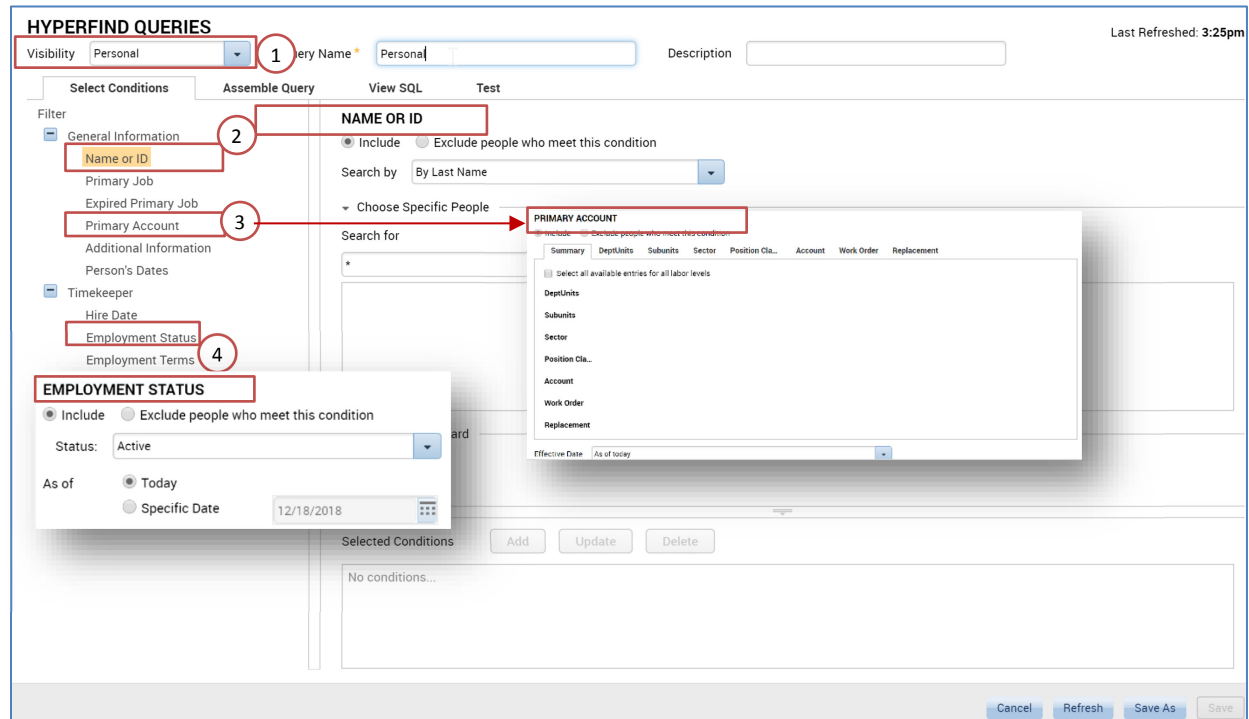 HYPERFIND QUERIES
Last Refreshed: 3:25pm
Visibility Personal 1 ery Name * Personal Description
Select Conditions Assemble Query View SQL Test
Filter
General Information
2
Name or ID
Primary Job
Expired Primary Job
Primary Account
3
Additional Information
Person's Dates
Timekeeper
Hire Date
Employment Status
Employment Terms
4
NAME OR ID
Include Exclude people who meet this condition
Search by By Last Name
Choose Specific People
Search for
*
PRIMARY ACCOUNT
Include Exclude people who meet this condition
Summary DeptUnits Subunits Sector Position Cla... Account Work Order Replacement
Select all available entries for all labor levels
DeptUnits
Subunits
Sector
Position Cla...
Account
Work Order
Replacement
Effective Date As of today
EMPLOYMENT STATUS
Include Exclude people who meet this condition
Status: Active
As of Today
Specific Date 12/18/2018
ard
Selected Conditions Add Update Delete
No conditions...
Cancel Refresh Save As Save